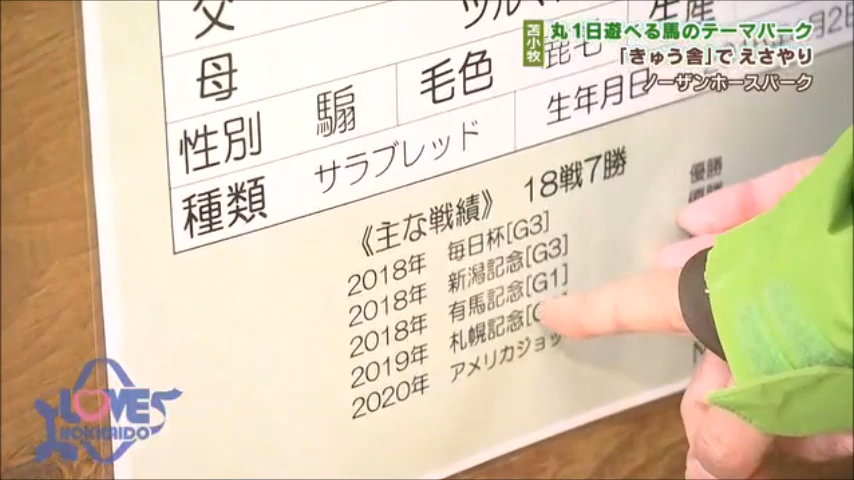 苫小牧
丸1日遊べる馬のテーマパーク
「きゅう舎」で えさやり
ノーザンホースパーク
父
母
性別 騸 毛色 鹿毛
種類 サラブレッド 生年月日
《主な戦績》 18戦7勝
2018年 毎日杯[G3] 優勝
2018年 新潟記念[G3]
2018年 有馬記念[G1]
2019年 札幌記念
2020年 アメリカジョッ
LOVES
HOKKAIDO